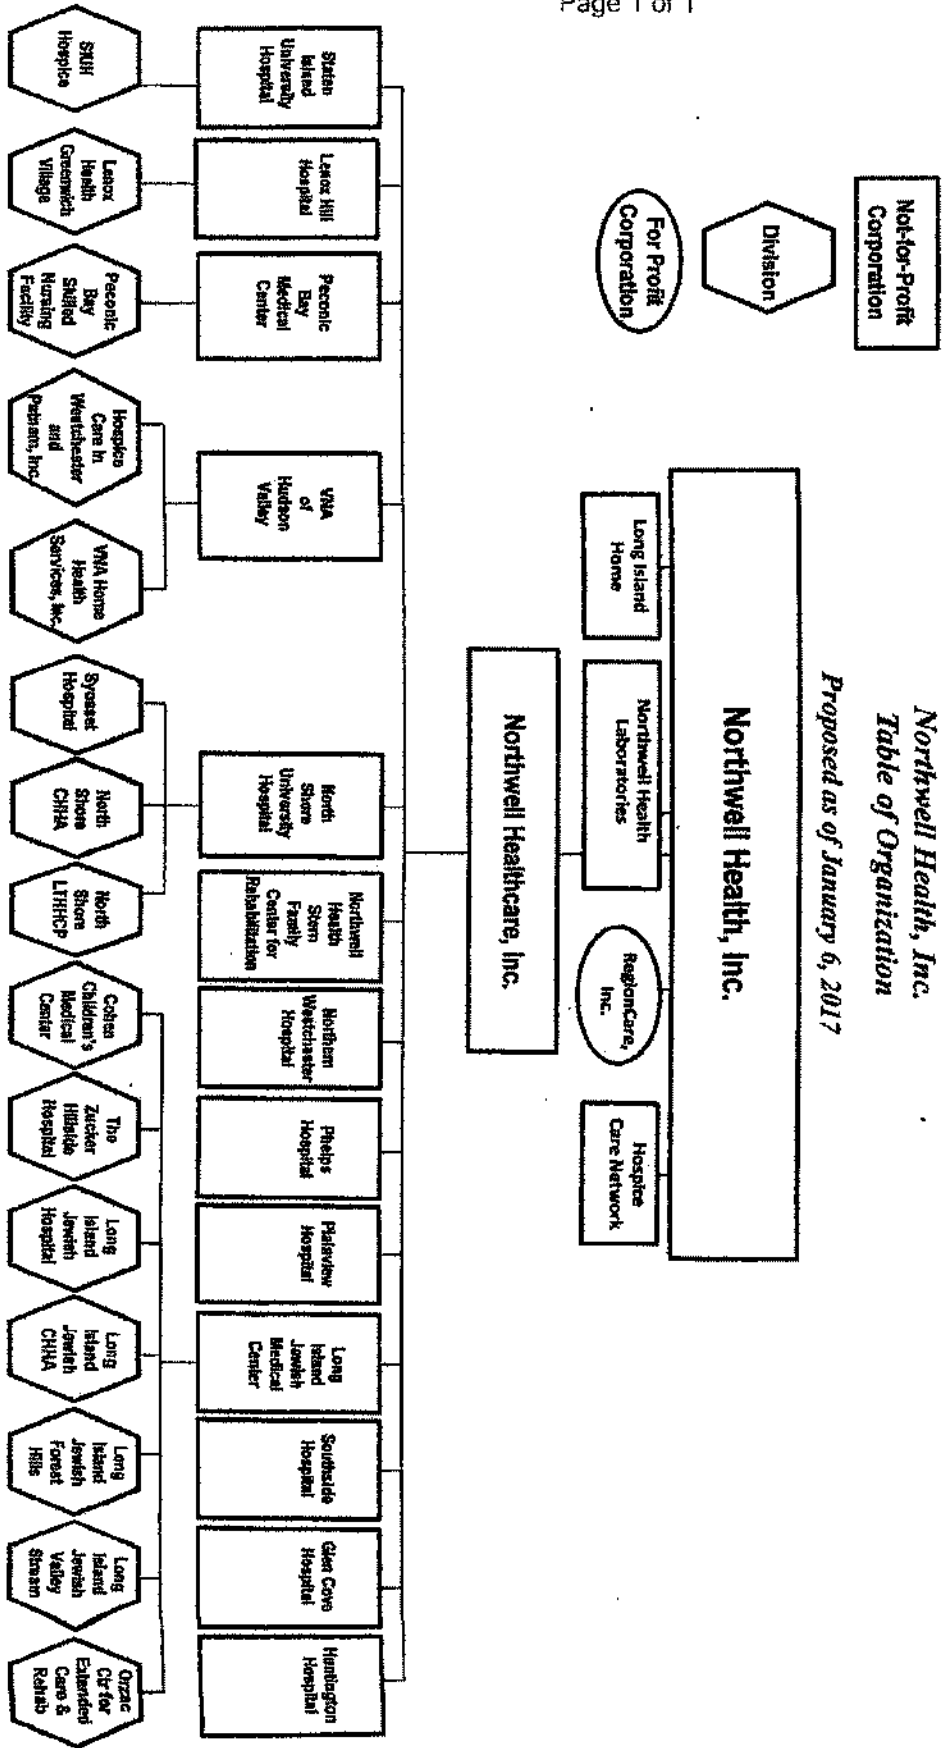 Page 1 of 1
Northwell Health, Inc.
Table of Organization
Proposed as of January 6, 2017
Not-for-Profit
Corporation
Division
For Profit
Corporation
Northwell Health, Inc.
Long Island
Home
Northwell Health
Laboratories
RegionCare,
Inc.
Hospice
Care Network
Northwell Healthcare, Inc.
Staten
Island
University
Hospital
Lenox Hill
Hospital
Peconic
Bay
Medical
Center
VNA
of
Hudson
Valley
North
Shore
University
Hospital
Northwell
Health
Stern
Family
Center for
Rehabilitation
Northern
Westchester
Hospital
Phelps
Hospital
Plainview
Hospital
Long
Island
Jewish
Medical
Center
Southside
Hospital
Glen Cove
Hospital
Huntington
Hospital
SIUH
Hospice
Lenox
Health
Greenwich
Village
Peconic
Bay
Skilled
Nursing
Facility
Hospice
Care in
Westchester
and
Putnam, Inc.
VNA Home
Health
Services, Inc.
Syosset
Hospital
North
Shore
CHHA
North
Shore
LTHHCP
Cohen
Children's
Medical
Center
The
Zucker
Hillside
Hospital
Long
Island
Jewish
Hospital
Long
Island
Jewish
CHHA
Long
Island
Jewish
Forest
Hills
Long
Island
Jewish
Valley
Stream
Orzac
Ctr for
Extended
Care &
Rehab